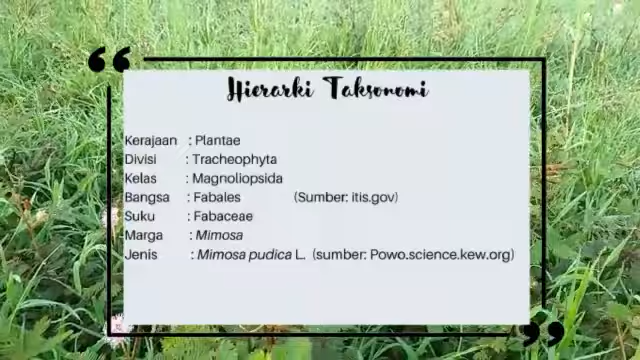 Hierarki Taksonomi
Kerajaan : Plantae
Divisi : Tracheophyta
Kelas : Magnoliopsida
Bangsa : Fabales (Sumber: itis.gov)
Suku : Fabaceae
Marga : Mimosa
Jenis : Mimosa pudica L. (sumber: Powo.science.kew.org)